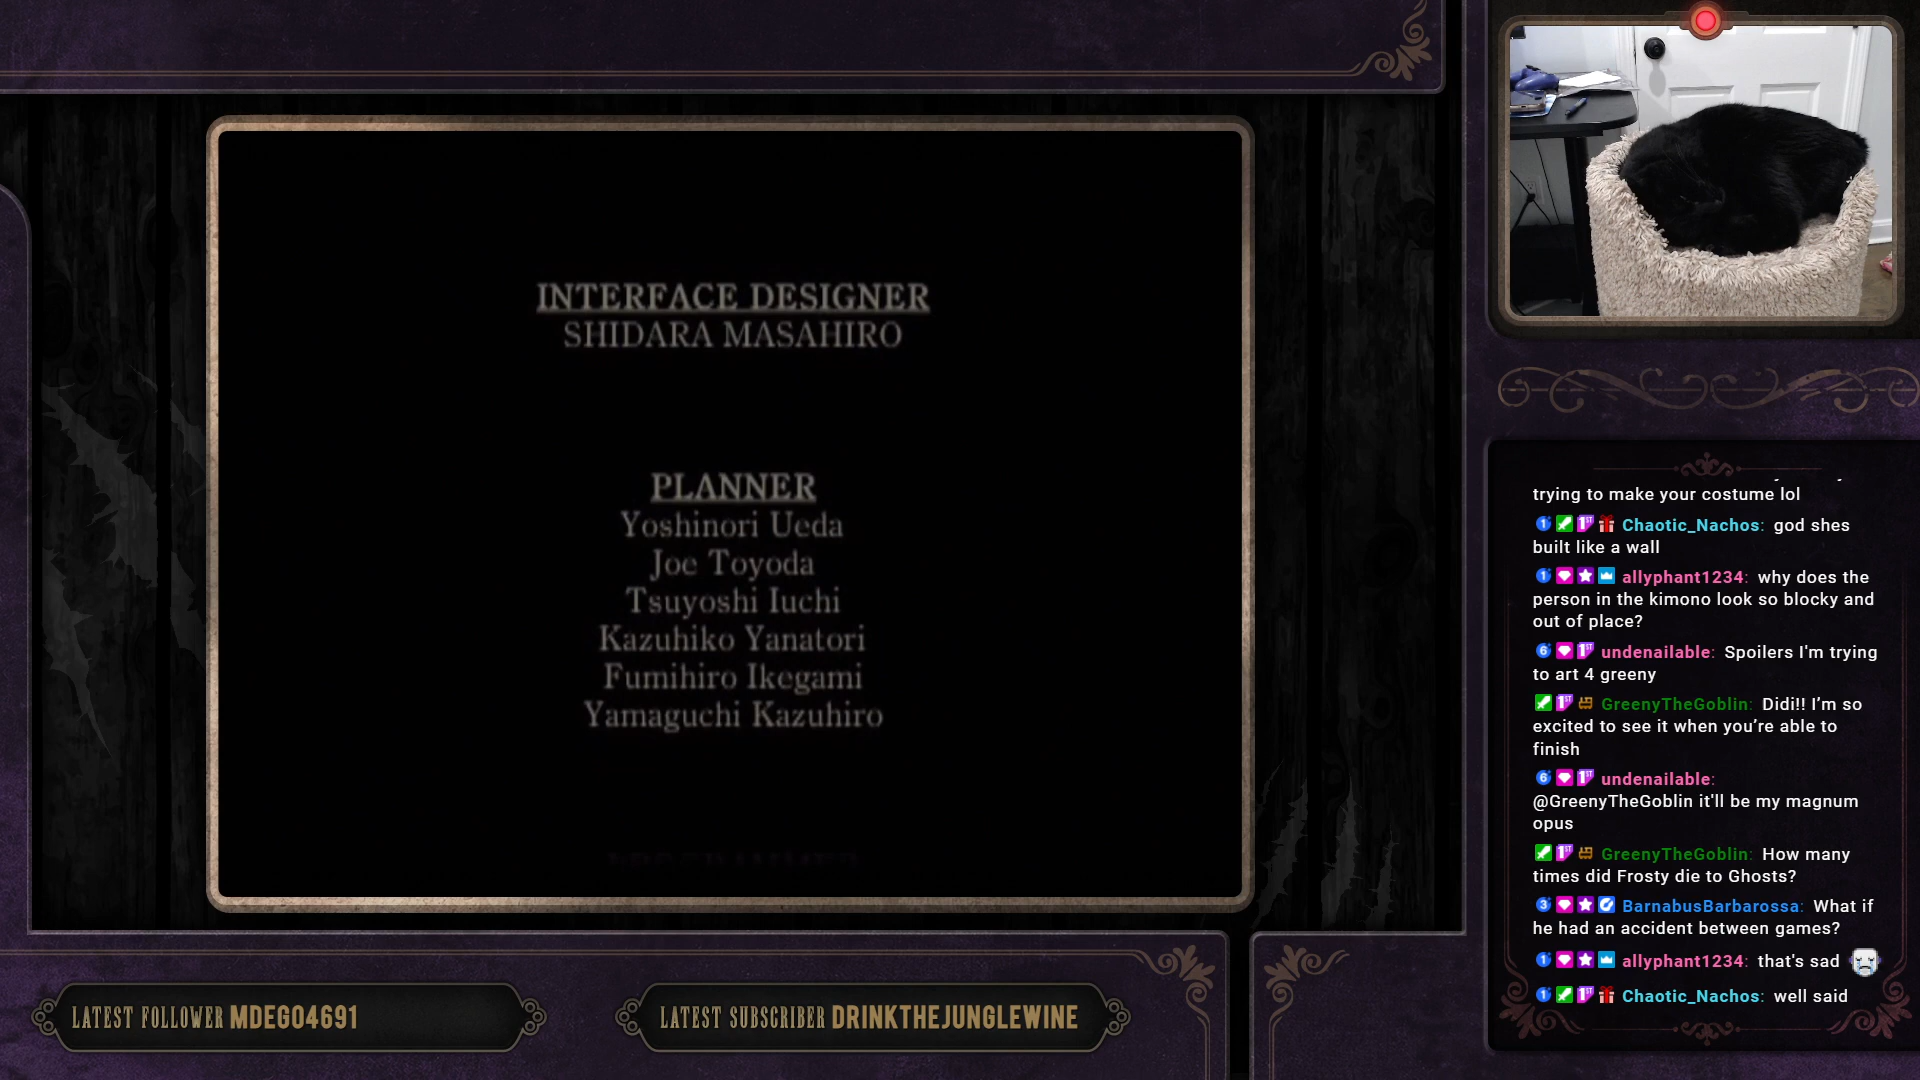 INTERFACE DESIGNER
SHIDARA MASAHIRO
PLANNER
Yoshinori Ueda
Joe Toyoda
Tsuyoshi Iuchi
Kazuhiko Yanatori
Fumihiro Ikegami
Yamaguchi Kazuhiro
trying to make your costume lol
Chaotic_Nachos: god shes
built like a wall
allyphant1234: why does the
person in the kimono look so blocky and
out of place?
undenailable: Spoilers I'm trying
to art 4 greeny
GreenyTheGoblin: Didi!! I’m so
excited to see it when you’re able to
finish
undenailable:
@GreenyTheGoblin it'll be my magnum
opus
GreenyTheGoblin: How many
times did Frosty die to Ghosts?
BarnabusBarbarossa: What if
he had an accident between games?
allyphant1234: that's sad
Chaotic_Nachos: well said
LATEST FOLLOWER MDEGO4691
LATEST SUBSCRIBER DRINKTHEJUNGLEWINE